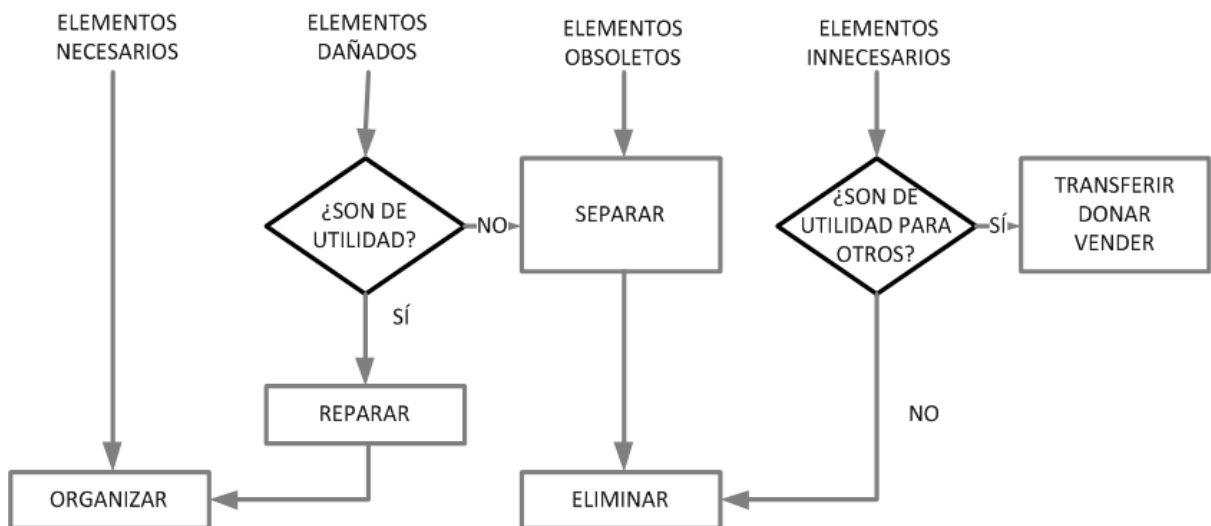 ELEMENTOS
NECESARIOS
ELEMENTOS
DAÑADOS
ELEMENTOS
OBSOLETOS
ELEMENTOS
INNECESARIOS
¿SON DE
UTILIDAD?
NO
SEPARAR
¿SON DE
UTILIDAD PARA
OTROS?
SÍ
TRANSFERIR
DONAR
VENDER
SÍ
REPARAR
NO
ORGANIZAR
ELIMINAR